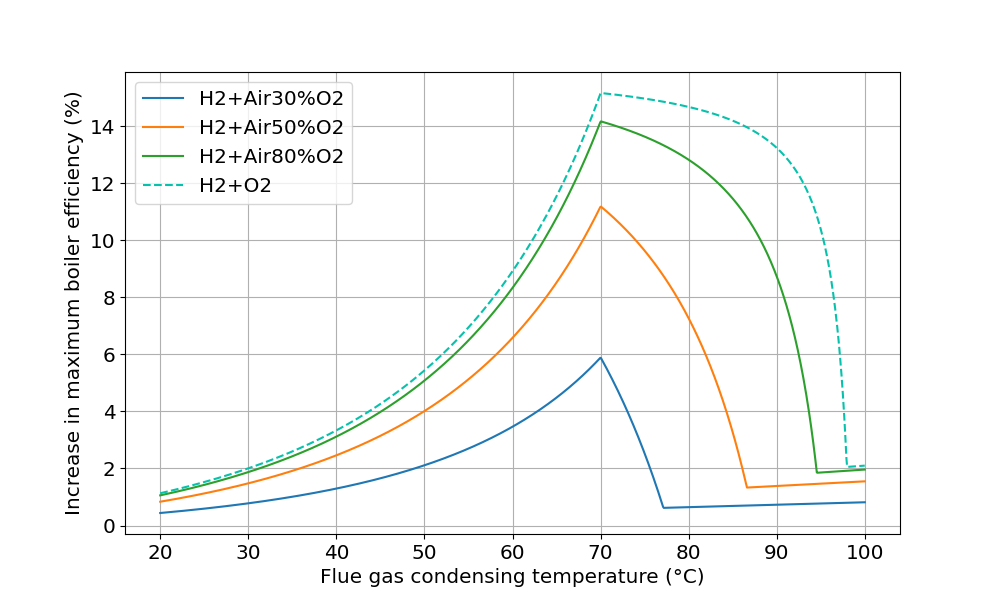 H2+Air30%O2
H2+Air50%O2
H2+Air80%O2
H2+O2
Increase in maximum boiler efficiency (%)
14
12
10
8
6
4
2
0
20 30 40 50 60 70 80 90 100
Flue gas condensing temperature (°C)